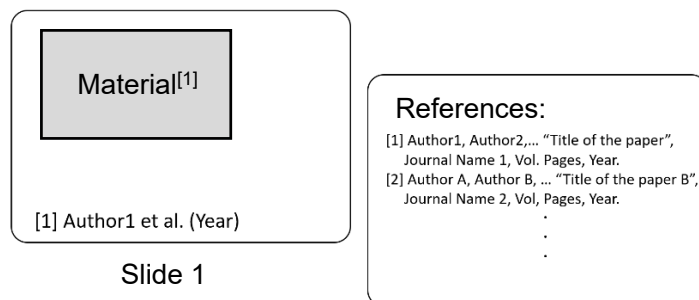 Material[1]
[1] Author1 et al. (Year)
Slide 1
References:
[1] Author1, Author2,... “Title of the paper”,
Journal Name 1, Vol. Pages, Year.
[2] Author A, Author B, ... “Title of the paper B”,
Journal Name 2, Vol, Pages, Year.
.
.
.